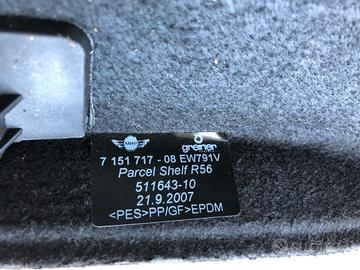 MINI greiner
7 151 717 - 08 EW791V
Parcel Shelf R56
511643-10
21.9.2007
<PES>PP/GF>EPDM
subito